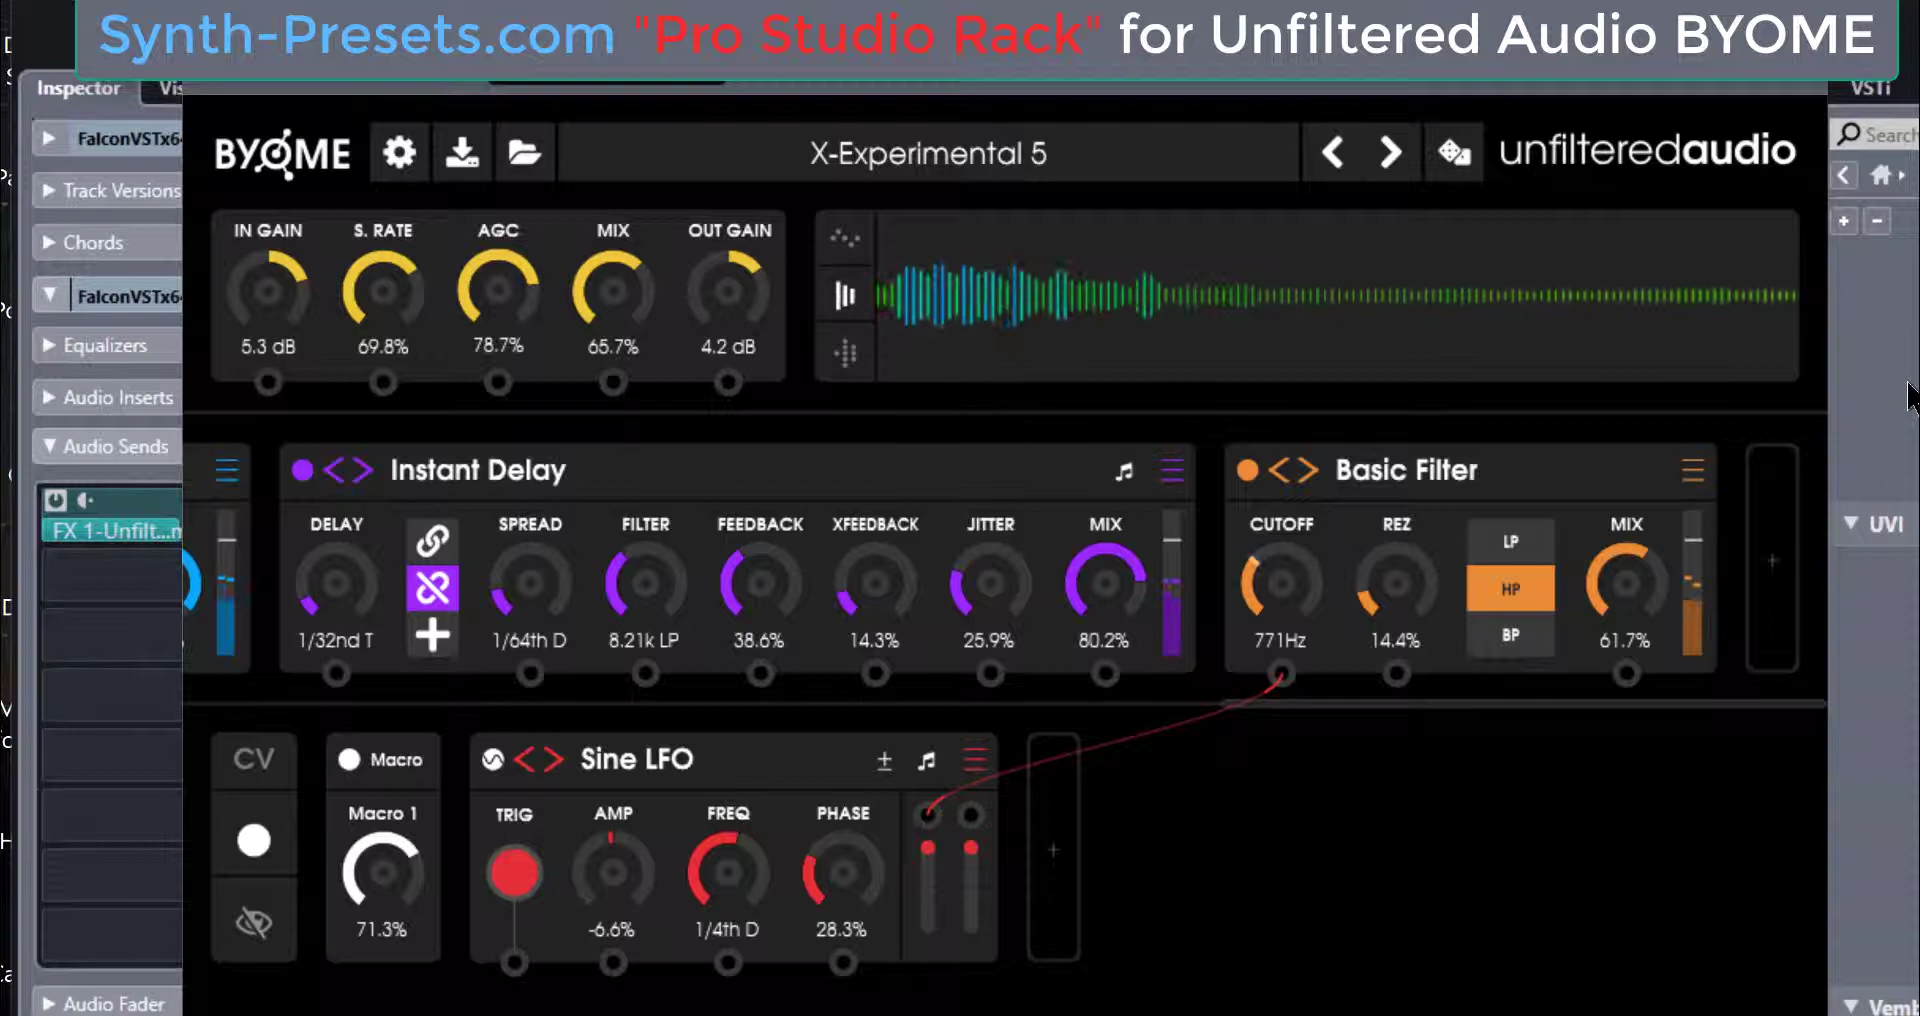 Synth-Presets.com "Pro Studio Rack" for Unfiltered Audio BYOME
Inspector
VSTi
BYOME
X-Experimental 5
unfilteredaudio
Search
FalconVSTx6
Track Versions
Chords
FalconVSTx6
Equalizers
Audio Inserts
Audio Sends
FX 1-Unfilt...m
Audio Fader
IN GAIN S. RATE AGC MIX OUT GAIN
5.3 dB 69.8% 78.7% 65.7% 4.2 dB
Instant Delay
DELAY SPREAD FILTER FEEDBACK XFEEDBACK JITTER MIX
1/32nd T 1/64th D 8.21k LP 38.6% 14.3% 25.9% 80.2%
Basic Filter
CUTOFF REZ MIX
LP
HP
BP
771Hz 14.4% 61.7%
UVI
CV
Macro
Macro 1
71.3%
Sine LFO
TRIG AMP FREQ PHASE
-6.6% 1/4th D 28.3%